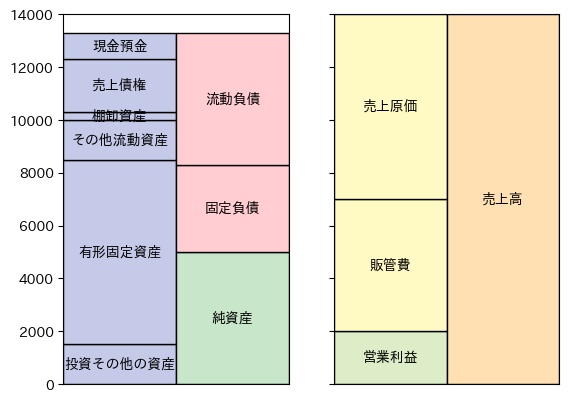 14000
12000
10000
8000
6000
4000
2000
0
現金預金
売上債権
棚卸資産
その他流動資産
有形固定資産
投資その他の資産
流動負債
固定負債
純資産
売上原価
販管費
営業利益
売上高